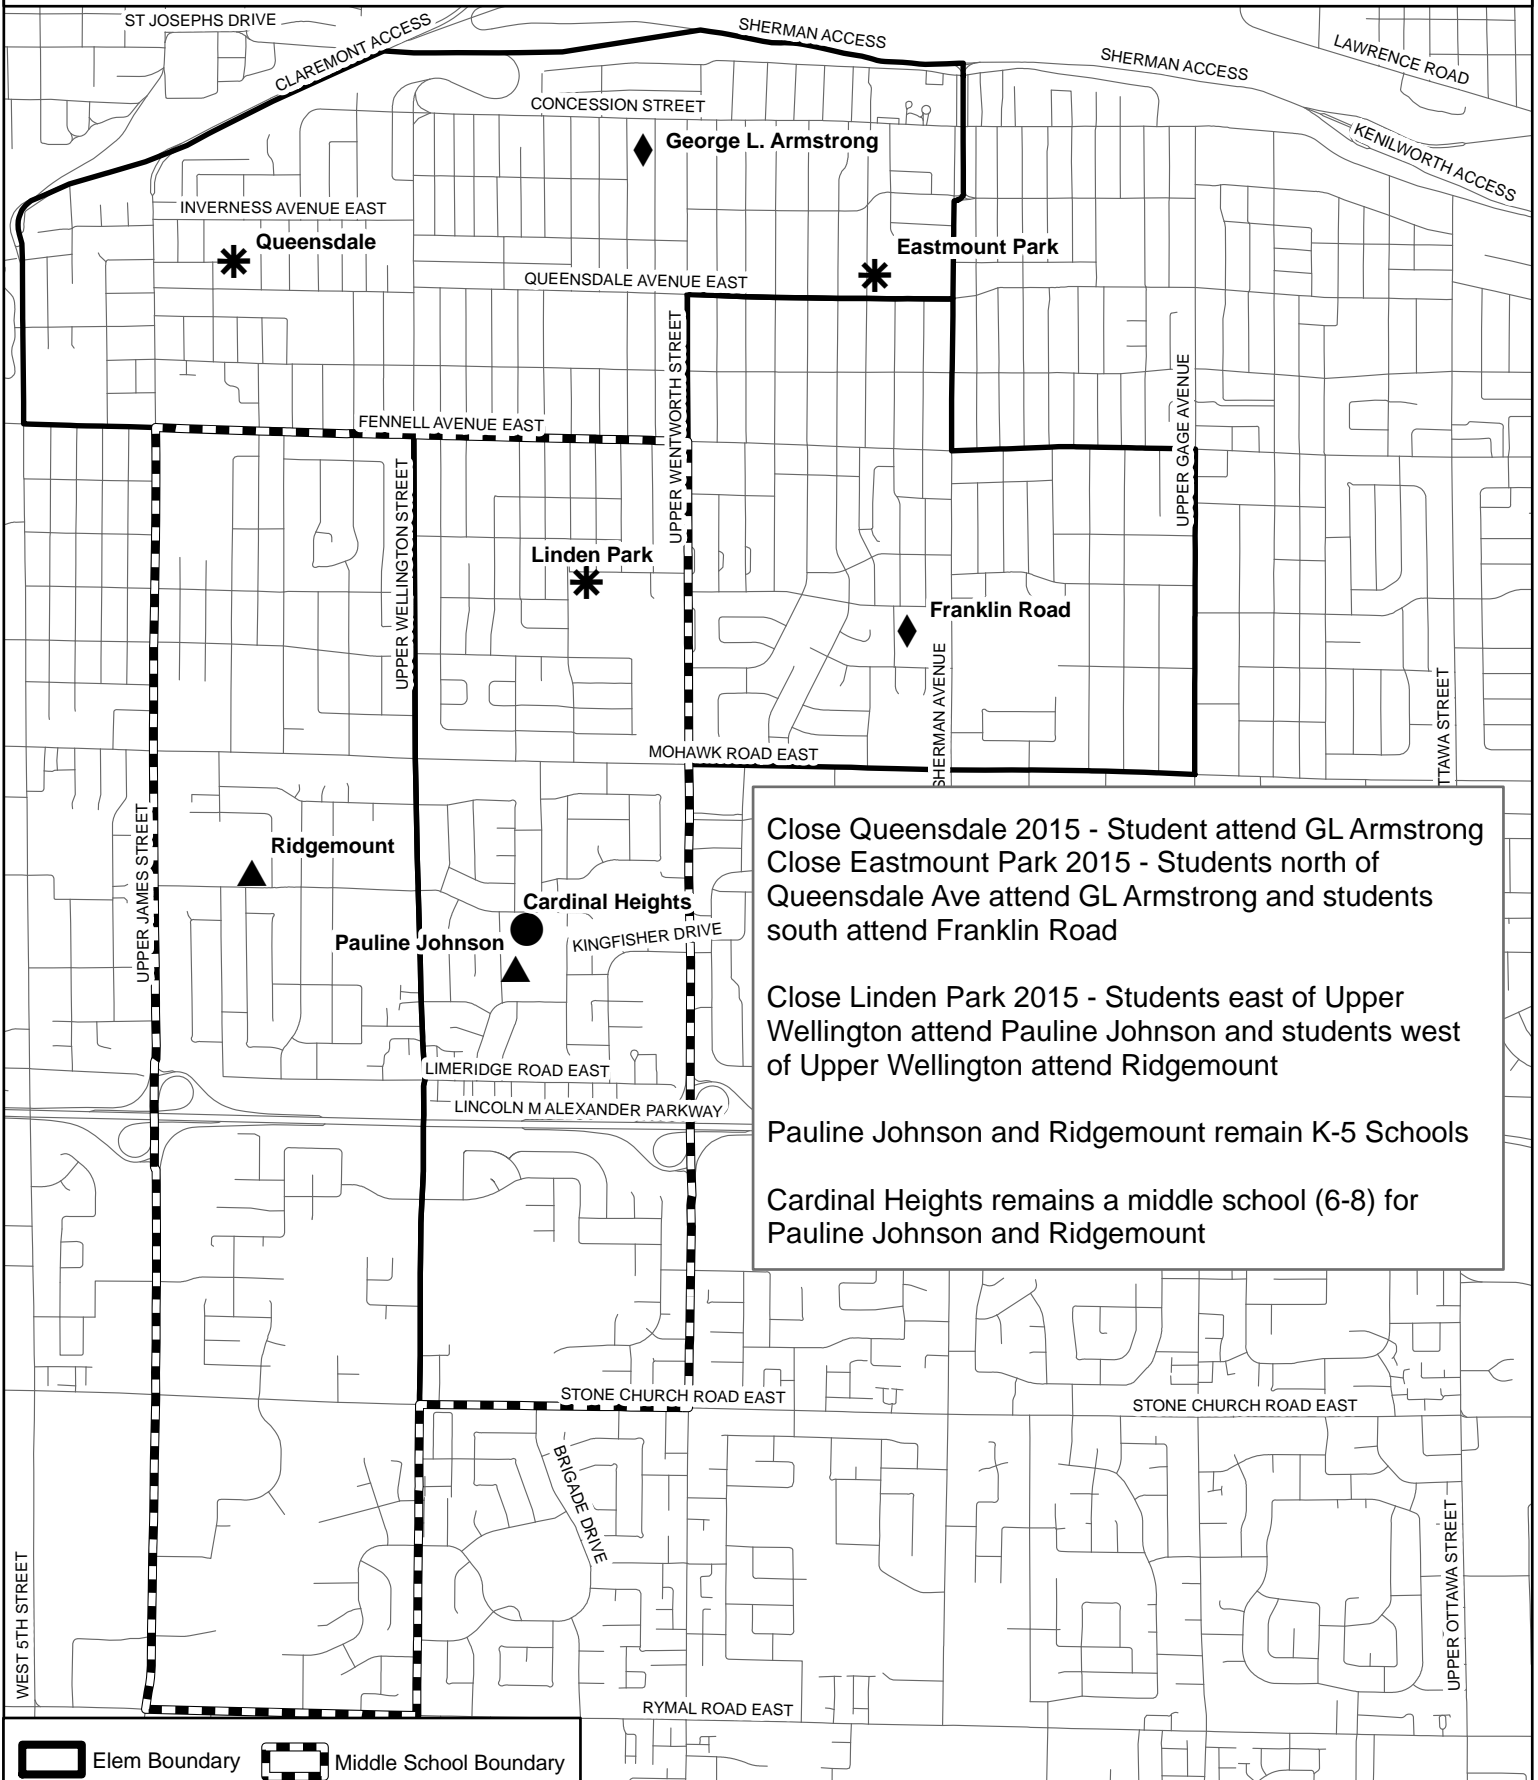 ST JOSEPHS DRIVE
CLAREMONT ACCESS
SHERMAN ACCESS
SHERMAN ACCESS
LAWRENCE ROAD
KENILWORTH ACCESS
CONCESSION STREET
George L. Armstrong
INVERNESS AVENUE EAST
Queensdale
Eastmount Park
QUEENSDALE AVENUE EAST
UPPER WENTWORTH STREET
UPPER GAGE AVENUE
FENNELL AVENUE EAST
UPPER WELLINGTON STREET
Linden Park
Franklin Road
SHERMAN AVENUE
TTAWA STREET
MOHAWK ROAD EAST
UPPER JAMES STREET
Ridgemount
Cardinal Heights
Pauline Johnson
KINGFISHER DRIVE
LIMERIDGE ROAD EAST
LINCOLN M ALEXANDER PARKWAY
Close Queensdale 2015 - Student attend GL Armstrong
Close Eastmount Park 2015 - Students north of
Queensdale Ave attend GL Armstrong and students
south attend Franklin Road
Close Linden Park 2015 - Students east of Upper
Wellington attend Pauline Johnson and students west
of Upper Wellington attend Ridgemount
Pauline Johnson and Ridgemount remain K-5 Schools
Cardinal Heights remains a middle school (6-8) for
Pauline Johnson and Ridgemount
STONE CHURCH ROAD EAST
STONE CHURCH ROAD EAST
BRIGADE DRIVE
WEST 5TH STREET
UPPER OTTAWA STREET
RYMAL ROAD EAST
Elem Boundary
Middle School Boundary